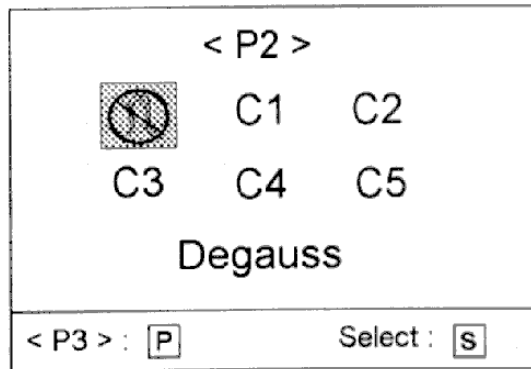 < P2 >
C1 C2
C3 C4 C5
Degauss
< P3 > : P Select : S